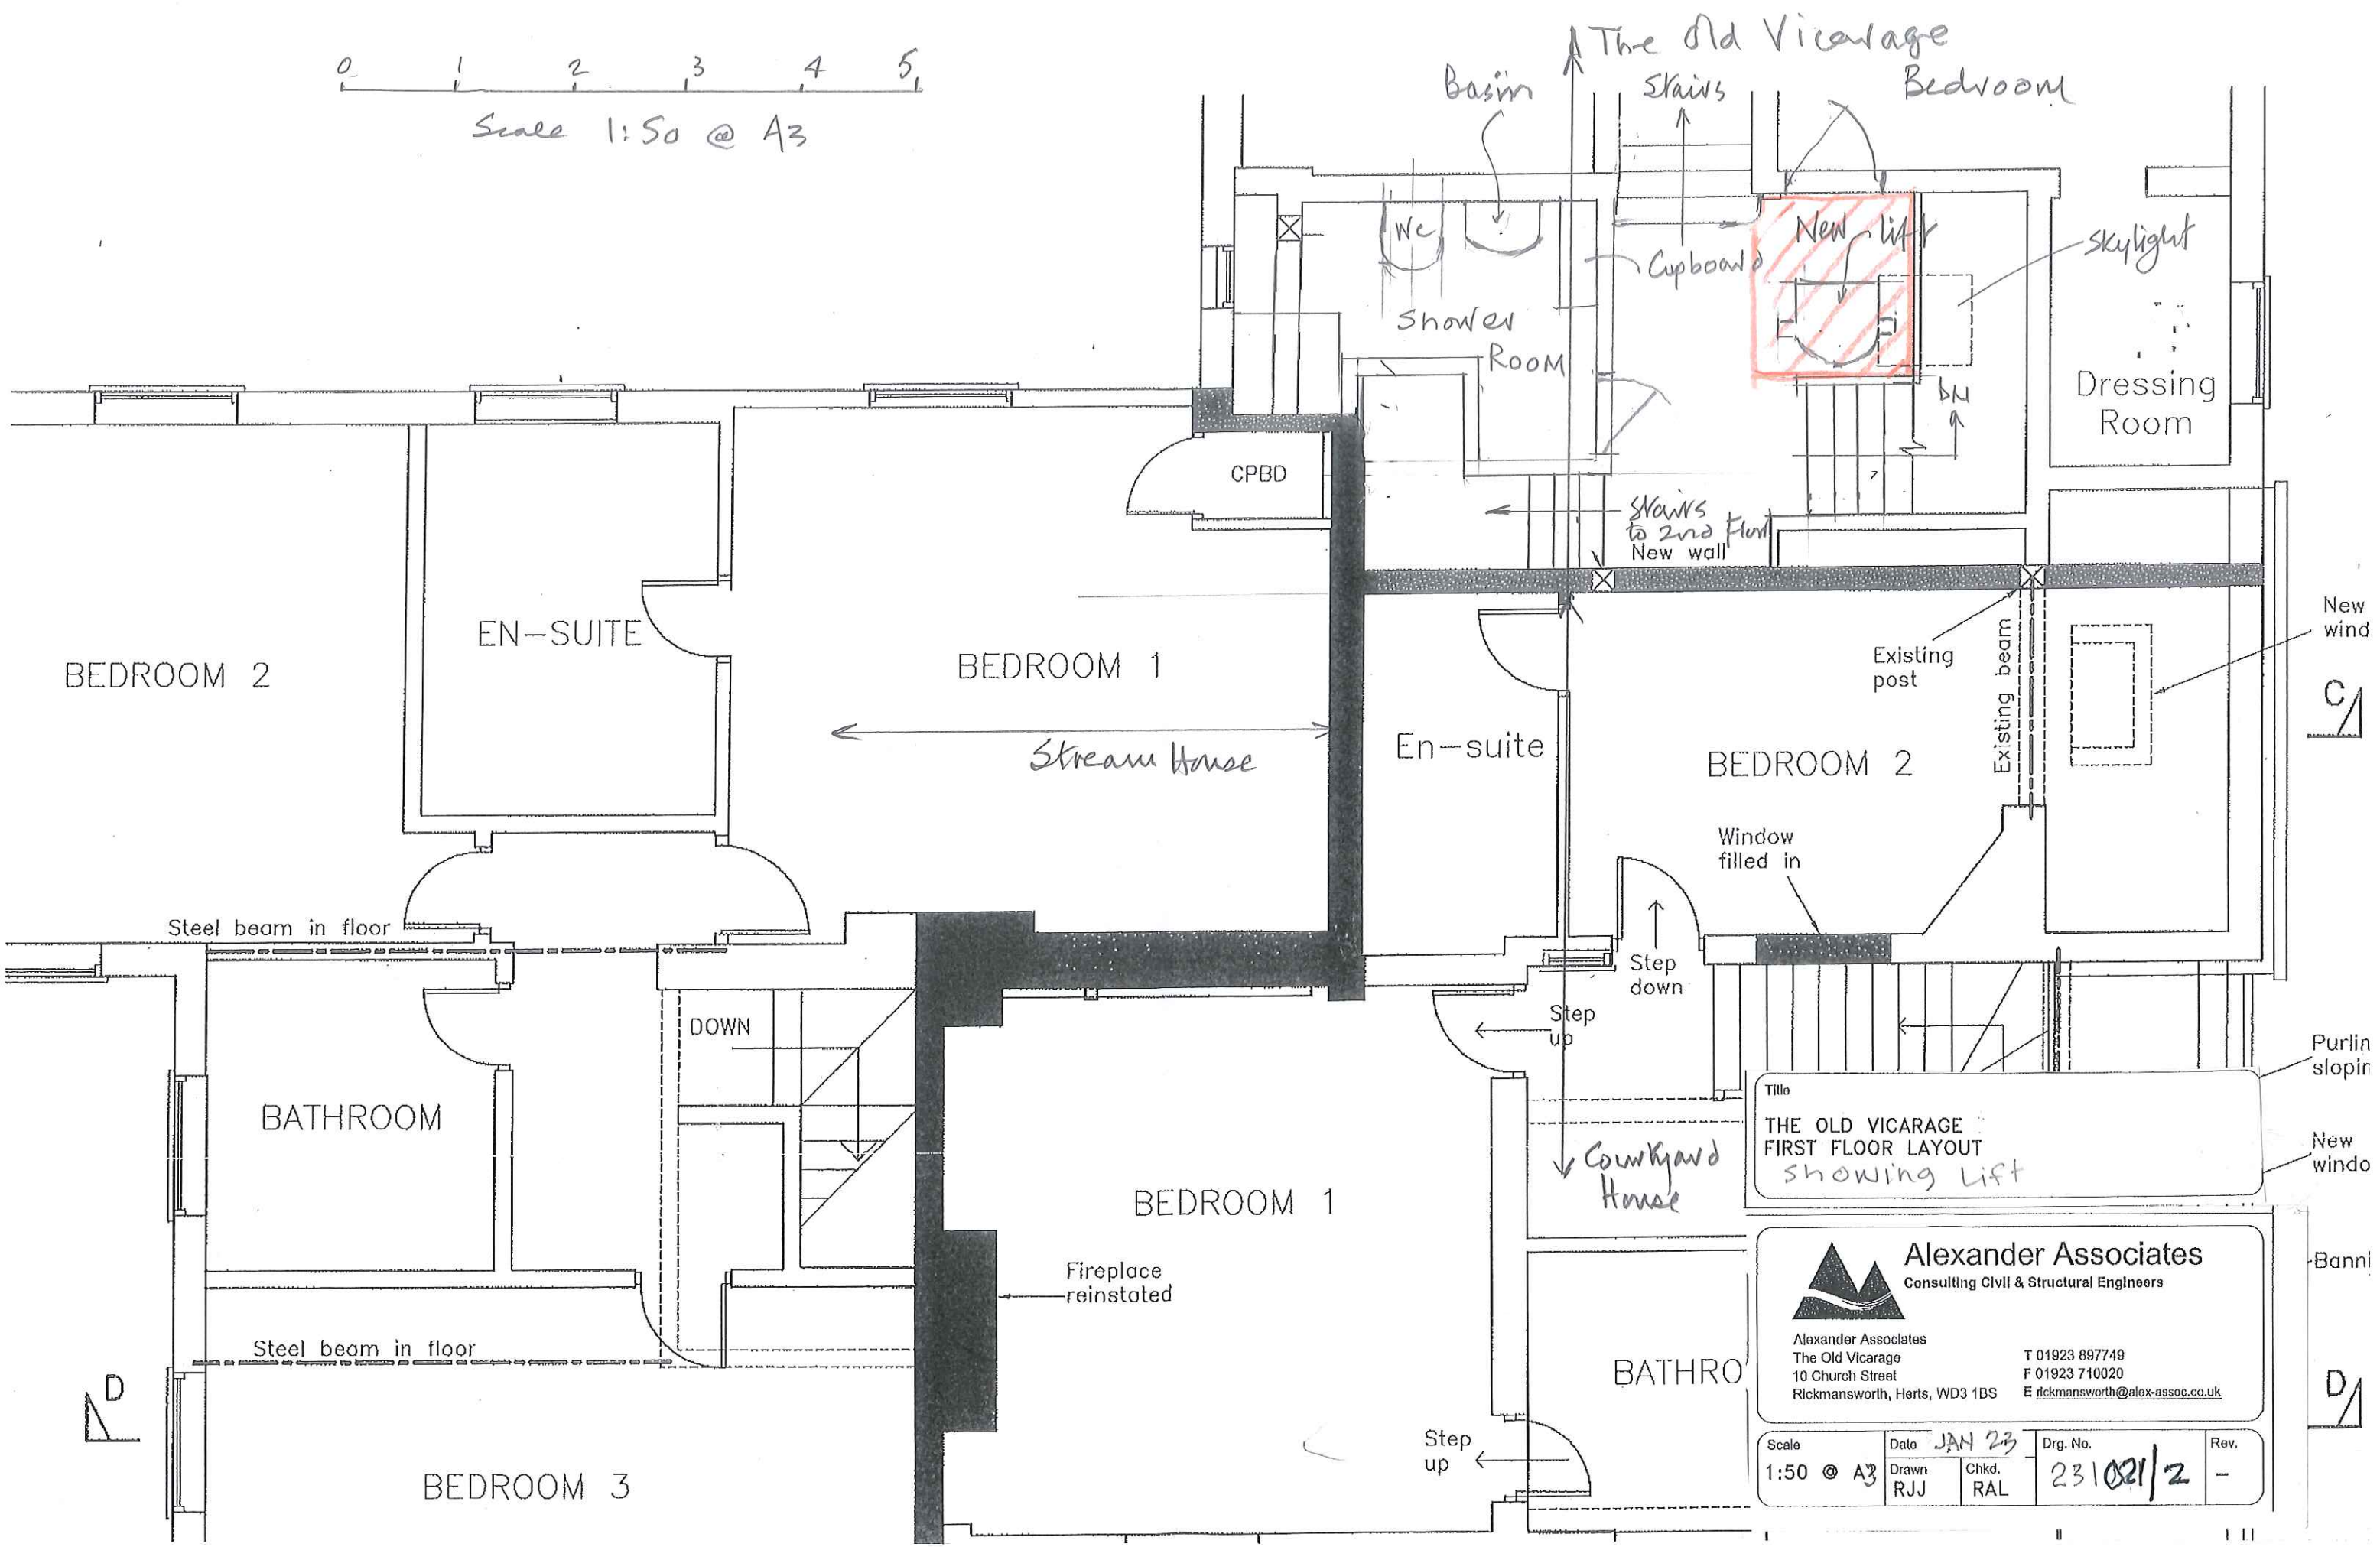 The Old Vicarage
0 1 2 3 4 5
Scale 1:50 @ A3
Basin
Stairs
Bedroom
WC
New lift
Cupboard
Skylight
Shower
Room
DN
Dressing
Room
CPBD
Stairs
to 2nd Floor
New wall
EN-SUITE
BEDROOM 2
BEDROOM 1
Stream House
En-suite
BEDROOM 2
Existing
post
Existing beam
New
wind
C
Window
filled in
Steel beam in floor
Step
down
Step
up
DOWN
BATHROOM
Purlin
slopin
Title
THE OLD VICARAGE
FIRST FLOOR LAYOUT
Showing Lift
New
windo
Courtyard
House
BEDROOM 1
Fireplace
reinstated
Steel beam in floor
D
BEDROOM 3
BATHRO
Step
up
Banni
Alexander Associates
Consulting Civil & Structural Engineers
Alexander Associates
The Old Vicarage
10 Church Street
Rickmansworth, Herts, WD3 1BS
T 01923 897749
F 01923 710020
E rickmansworth@alex-assoc.co.uk
D
Scale
1:50 @ A3
Date JAN 23
Drawn
RJJ
Chkd.
RAL
Drg. No.
231021/2
Rev.
-